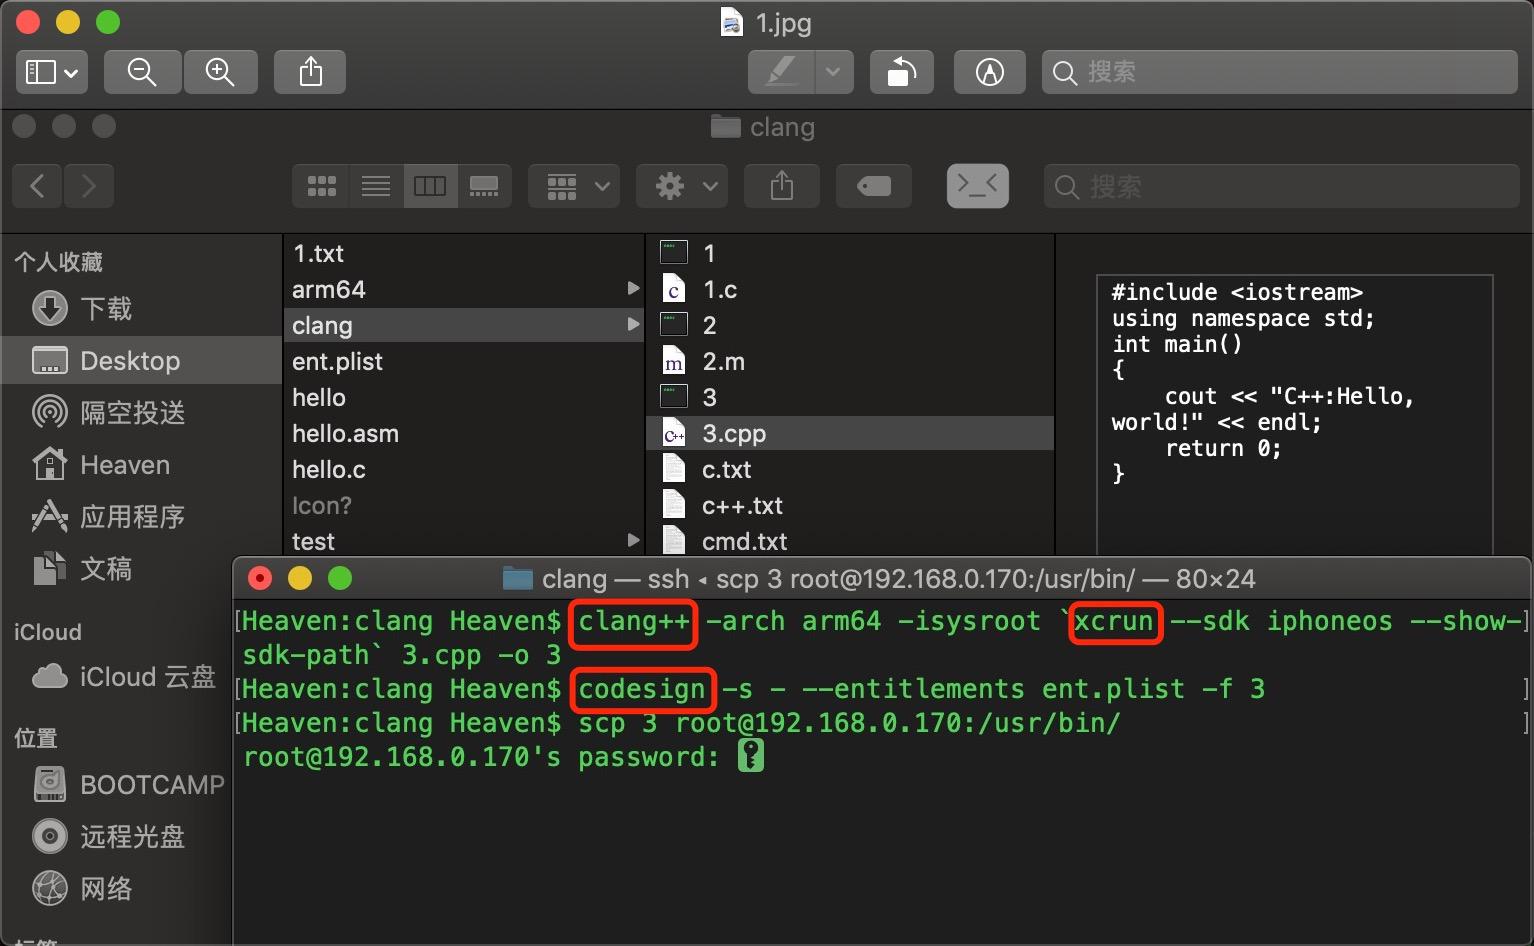 1.jpg
搜索
clang
搜索
个人收藏
下载
Desktop
隔空投送
Heaven
应用程序
文稿
iCloud
iCloud 云盘
位置
BOOTCAMP
远程光盘
网络
1.txt
arm64
clang
ent.plist
hello
hello.asm
hello.c
Icon?
test
1
c 1.c
2
m 2.m
3
C++ 3.cpp
c.txt
c++.txt
cmd.txt
#include <iostream>
using namespace std;
int main()
{
cout << "C++:Hello,
world!" << endl;
return 0;
}
clang — ssh ◂ scp 3 root@192.168.0.170:/usr/bin/ — 80×24
[Heaven:clang Heaven$ clang++ -arch arm64 -isysroot `xcrun --sdk iphoneos --show-]
sdk-path` 3.cpp -o 3
[Heaven:clang Heaven$ codesign -s - --entitlements ent.plist -f 3 ]
[Heaven:clang Heaven$ scp 3 root@192.168.0.170:/usr/bin/ ]
root@192.168.0.170's password: